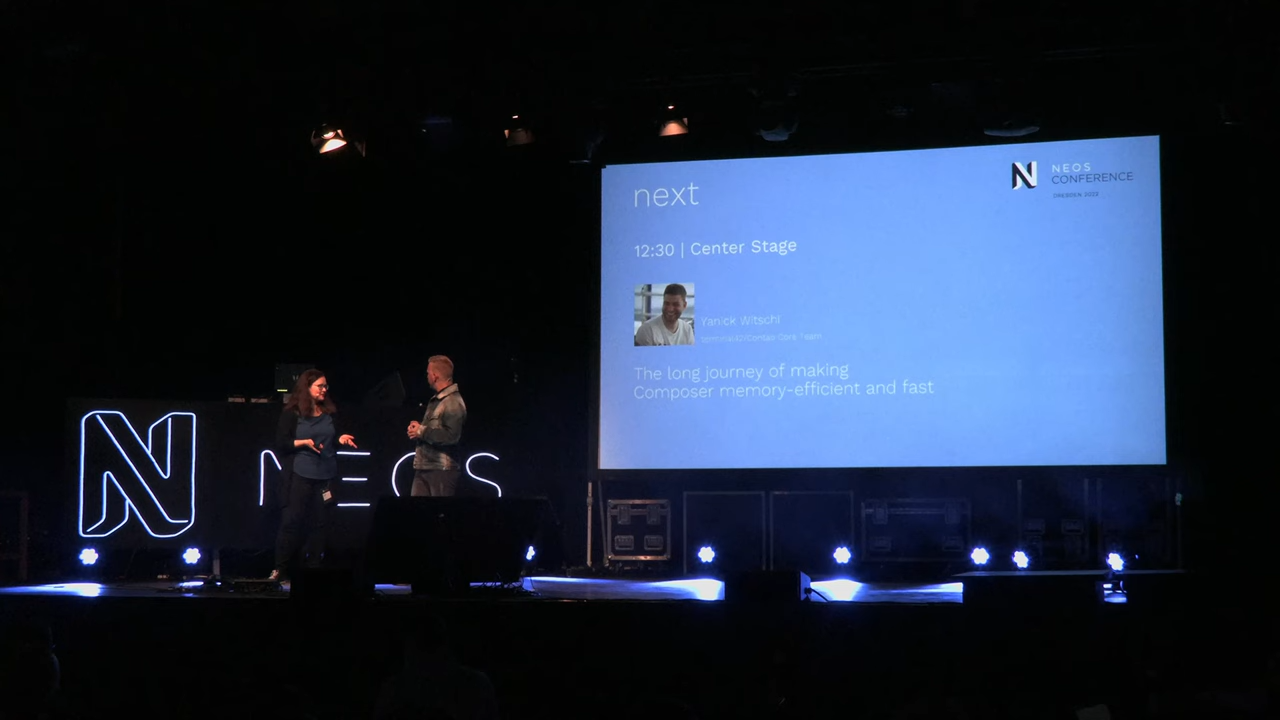 next
NEOS
CONFERENCE
12:30 | Center Stage
Yanick Witschi
The long journey of making
Composer memory-efficient and fast
N NEOS